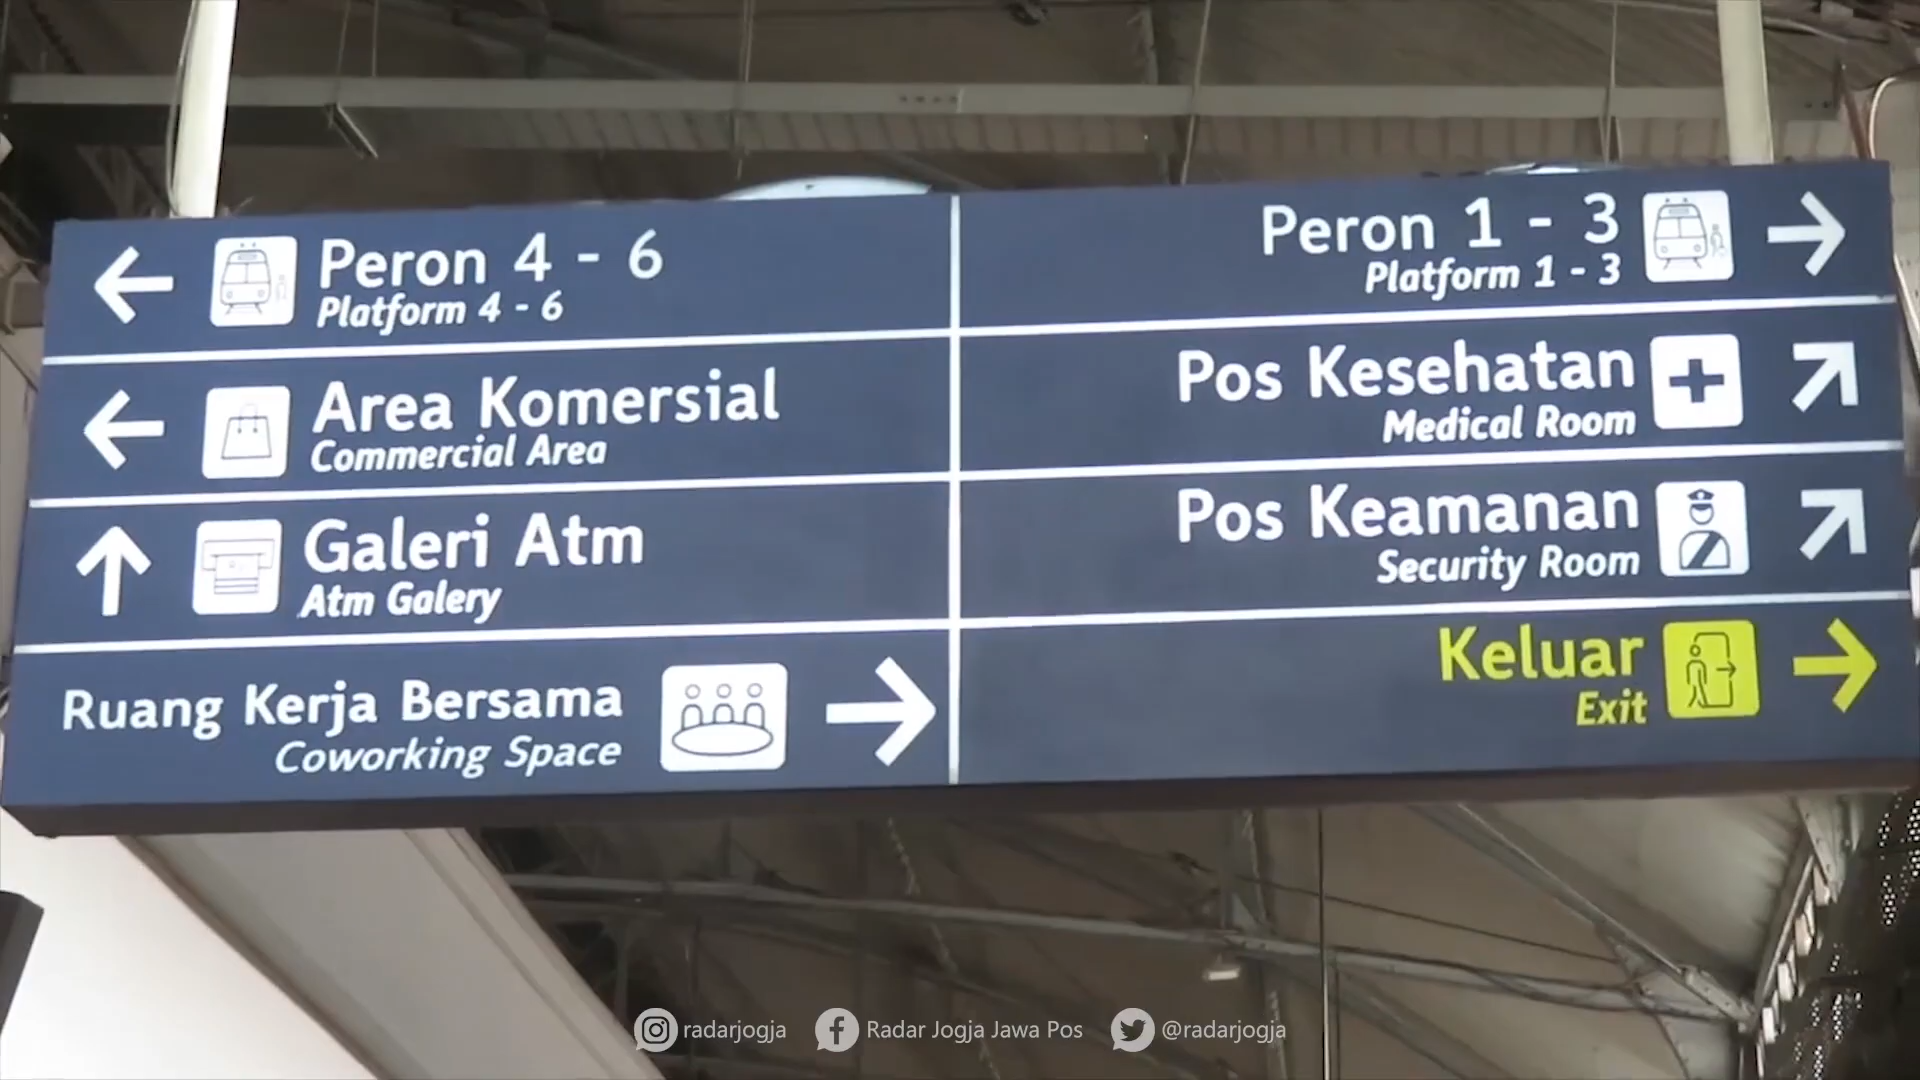 Peron 4 - 6
Platform 4 - 6
Area Komersial
Commercial Area
Galeri Atm
Atm Galery
Ruang Kerja Bersama
Coworking Space
Peron 1 - 3
Platform 1 - 3
Pos Kesehatan
Medical Room
Pos Keamanan
Security Room
Keluar
Exit
radarjogja
Radar Jogja Jawa Pos
@radarjogja